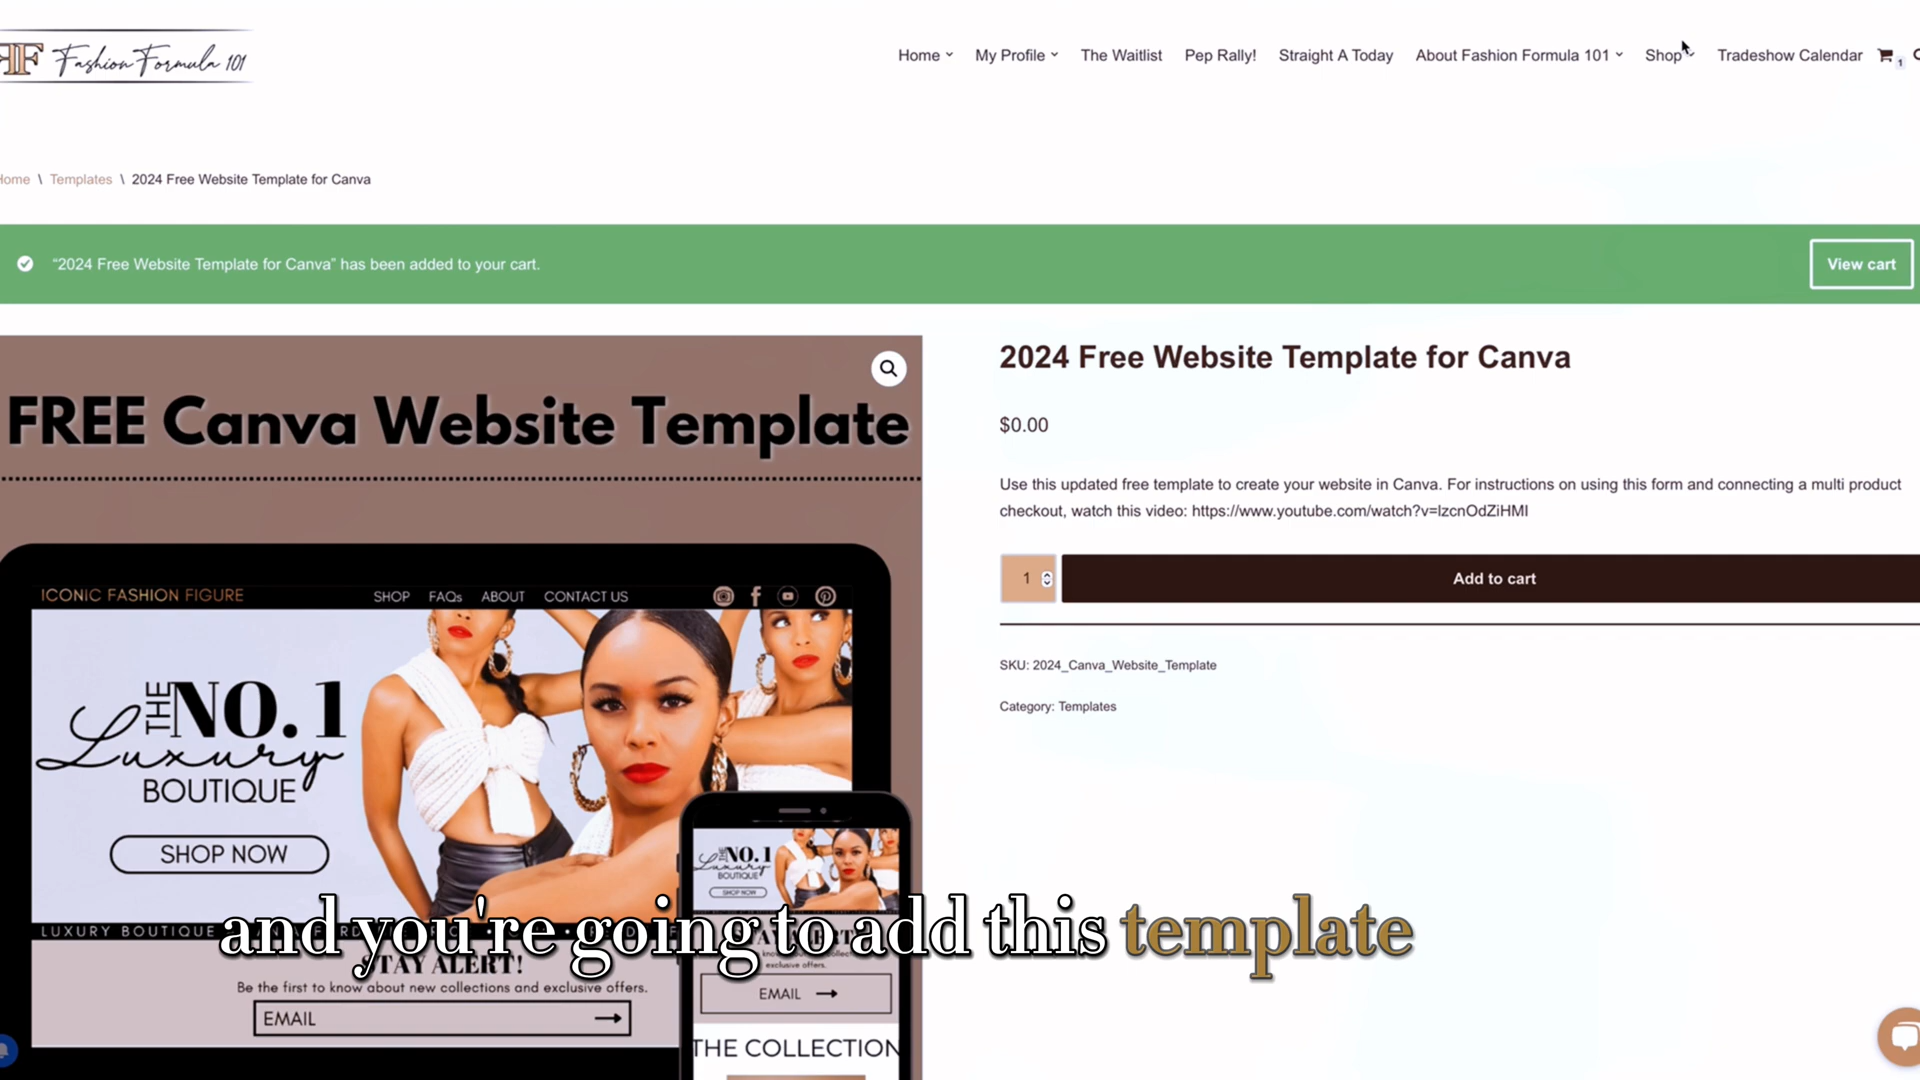 FF Fashion Formula 101
Home My Profile The Waitlist Pep Rally! Straight A Today About Fashion Formula 101 Shop Tradeshow Calendar 1
Home \ Templates \ 2024 Free Website Template for Canva
“2024 Free Website Template for Canva” has been added to your cart.
View cart
FREE Canva Website Template
2024 Free Website Template for Canva
$0.00
Use this updated free template to create your website in Canva. For instructions on using this form and connecting a multi product
checkout, watch this video: https://www.youtube.com/watch?v=lzcnOdZiHMI
1 Add to cart
SKU: 2024_Canva_Website_Template
Category: Templates
ICONIC FASHION FIGURE SHOP FAQs ABOUT CONTACT US
THE NO. 1
Luxury
BOUTIQUE
SHOP NOW
LUXURY BOUTIQUE
STAY ALERT!
Be the first to know about new collections and exclusive offers.
EMAIL
THE NO. 1
Luxury
BOUTIQUE
SHOP NOW
exclusive offers.
EMAIL
THE COLLECTION
and you're going to add this template